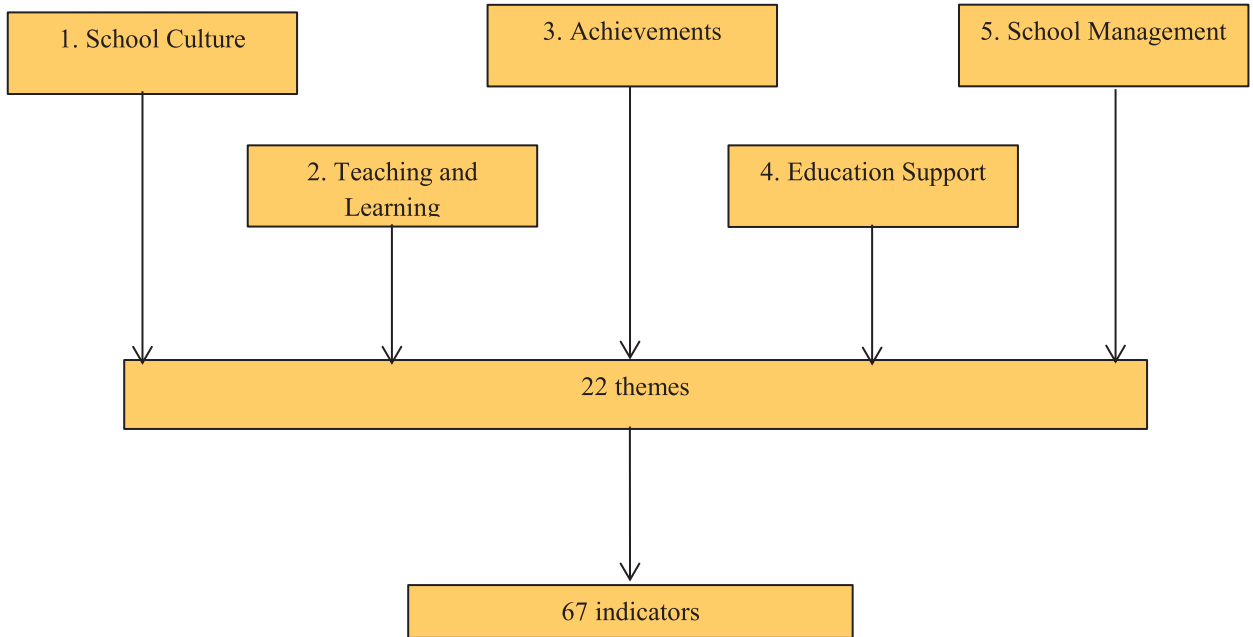 1. School Culture
2. Teaching and
Learning
3. Achievements
4. Education Support
5. School Management
22 themes
67 indicators